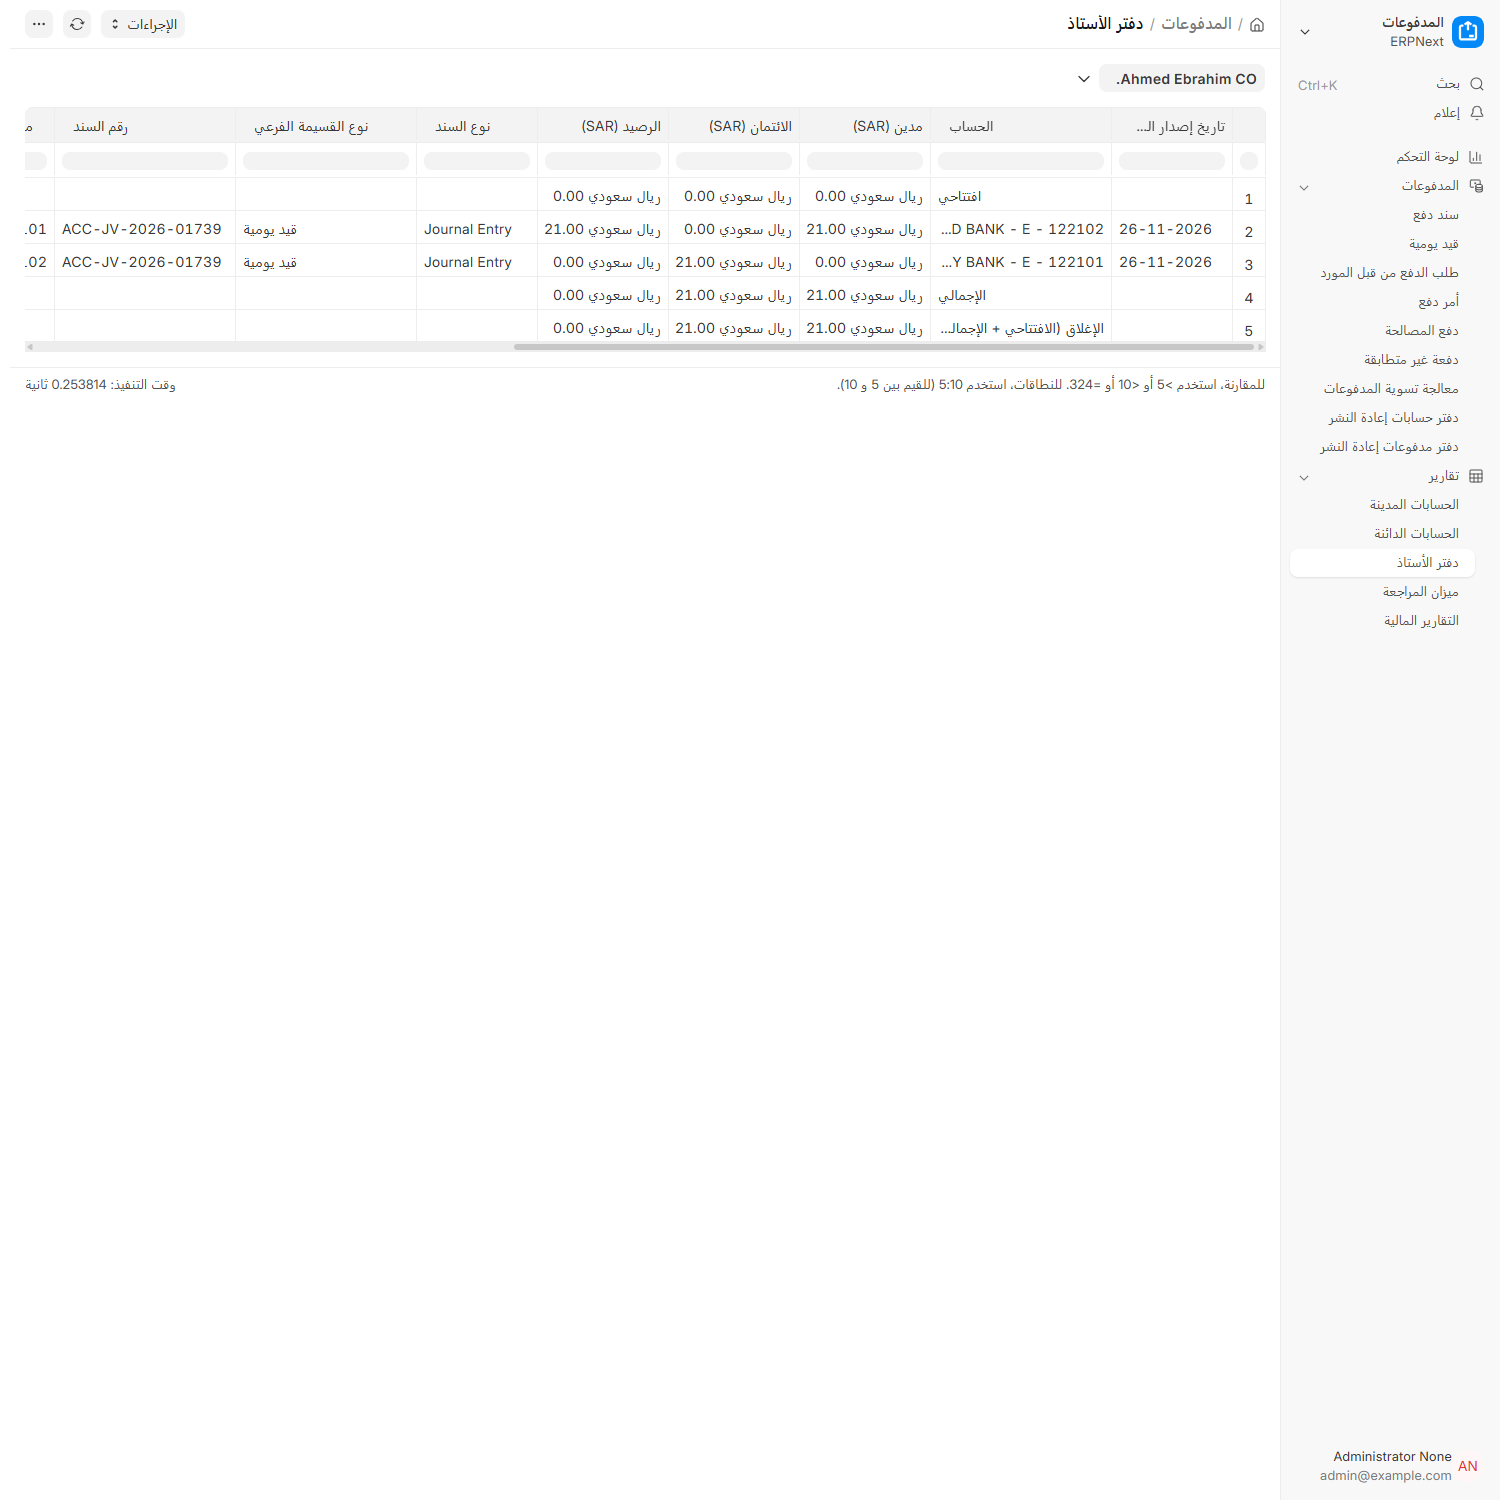 المدفوعات
ERPNext
بحث
Ctrl+K
إعلام
لوحة التحكم
المدفوعات
سند دفع
قيد يومية
طلب الدفع من قبل المورد
أمر دفع
دفع المصالحة
دفعة غير متطابقة
معالجة تسوية المدفوعات
دفتر حسابات إعادة النشر
دفتر مدفوعات إعادة النشر
تقارير
الحسابات المدينة
الحسابات الدائنة
دفتر الأستاذ
ميزان المراجعة
التقارير المالية
AN
Administrator None
admin@example.com
المدفوعات / دفتر الأستاذ
الإجراءات
Ahmed Ebrahim CO.
تاريخ إصدار الـ... الحساب مدين (SAR) الائتمان (SAR) الرصيد (SAR) نوع السند نوع القسيمة الفرعي رقم السند
1 افتتاحي ريال سعودي 0.00 ريال سعودي 0.00 ريال سعودي 0.00
2 26-11-2026 122102 - D BANK - E... ريال سعودي 21.00 ريال سعودي 0.00 ريال سعودي 21.00 Journal Entry قيد يومية ACC-JV-2026-01739 .01
3 26-11-2026 122101 - Y BANK - E... ريال سعودي 0.00 ريال سعودي 21.00 ريال سعودي 0.00 Journal Entry قيد يومية ACC-JV-2026-01739 .02
4 الإجمالي ريال سعودي 21.00 ريال سعودي 21.00 ريال سعودي 0.00
5 الإغلاق (الافتتاحي + الإجمالـ... ريال سعودي 21.00 ريال سعودي 21.00 ريال سعودي 0.00
للمقارنة، استخدم >5 أو <10 أو =324. للنطاقات، استخدم 5:10 (للقيم بين 5 و 10).
وقت التنفيذ: 0.253814 ثانية